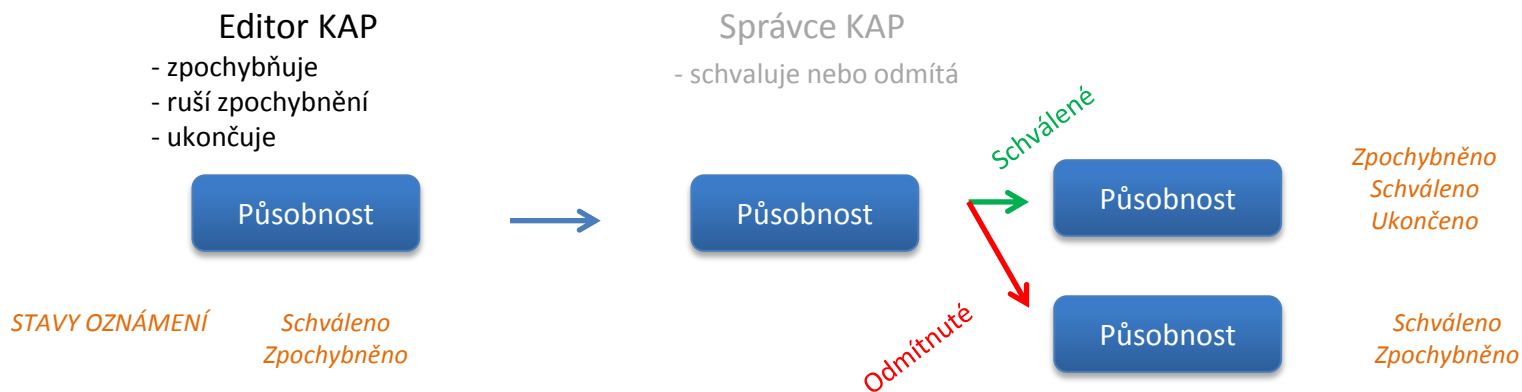 Editor KAP
- zpochybňuje
- ruší zpochybnění
- ukončuje
Správce KAP
- schvaluje nebo odmítá
Působnost
Působnost
Schválené
Působnost
Zpochybněno
Schváleno
Ukončeno
STAVY OZNÁMENÍ
Schváleno
Zpochybněno
Odmítnuté
Působnost
Schváleno
Zpochybněno